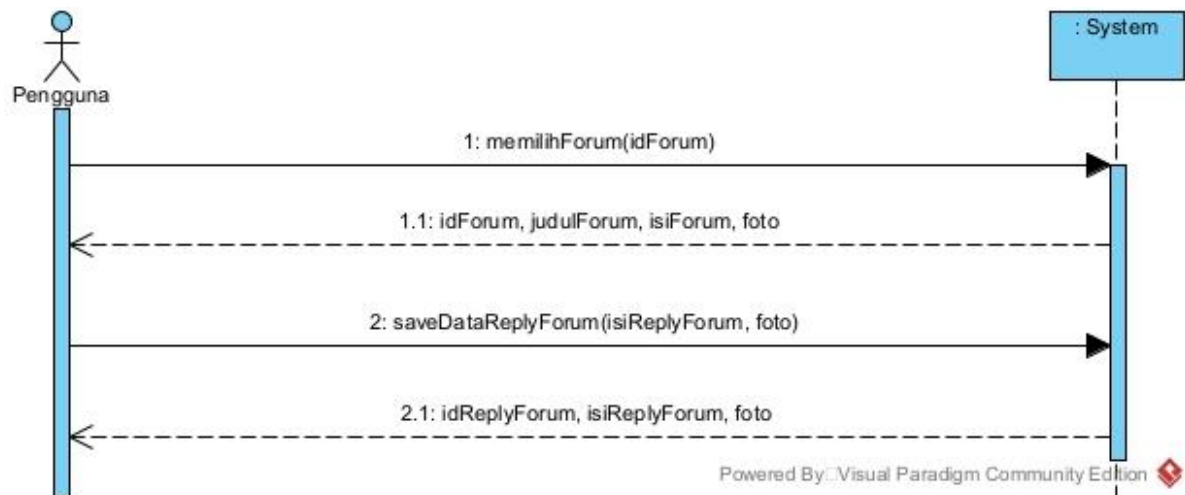 : System
Pengguna
1: memilihForum(idForum)
1.1: idForum, judulForum, isiForum, foto
2: saveDataReplyForum(isiReplyForum, foto)
2.1: idReplyForum, isiReplyForum, foto
Powered By Visual Paradigm Community Edition